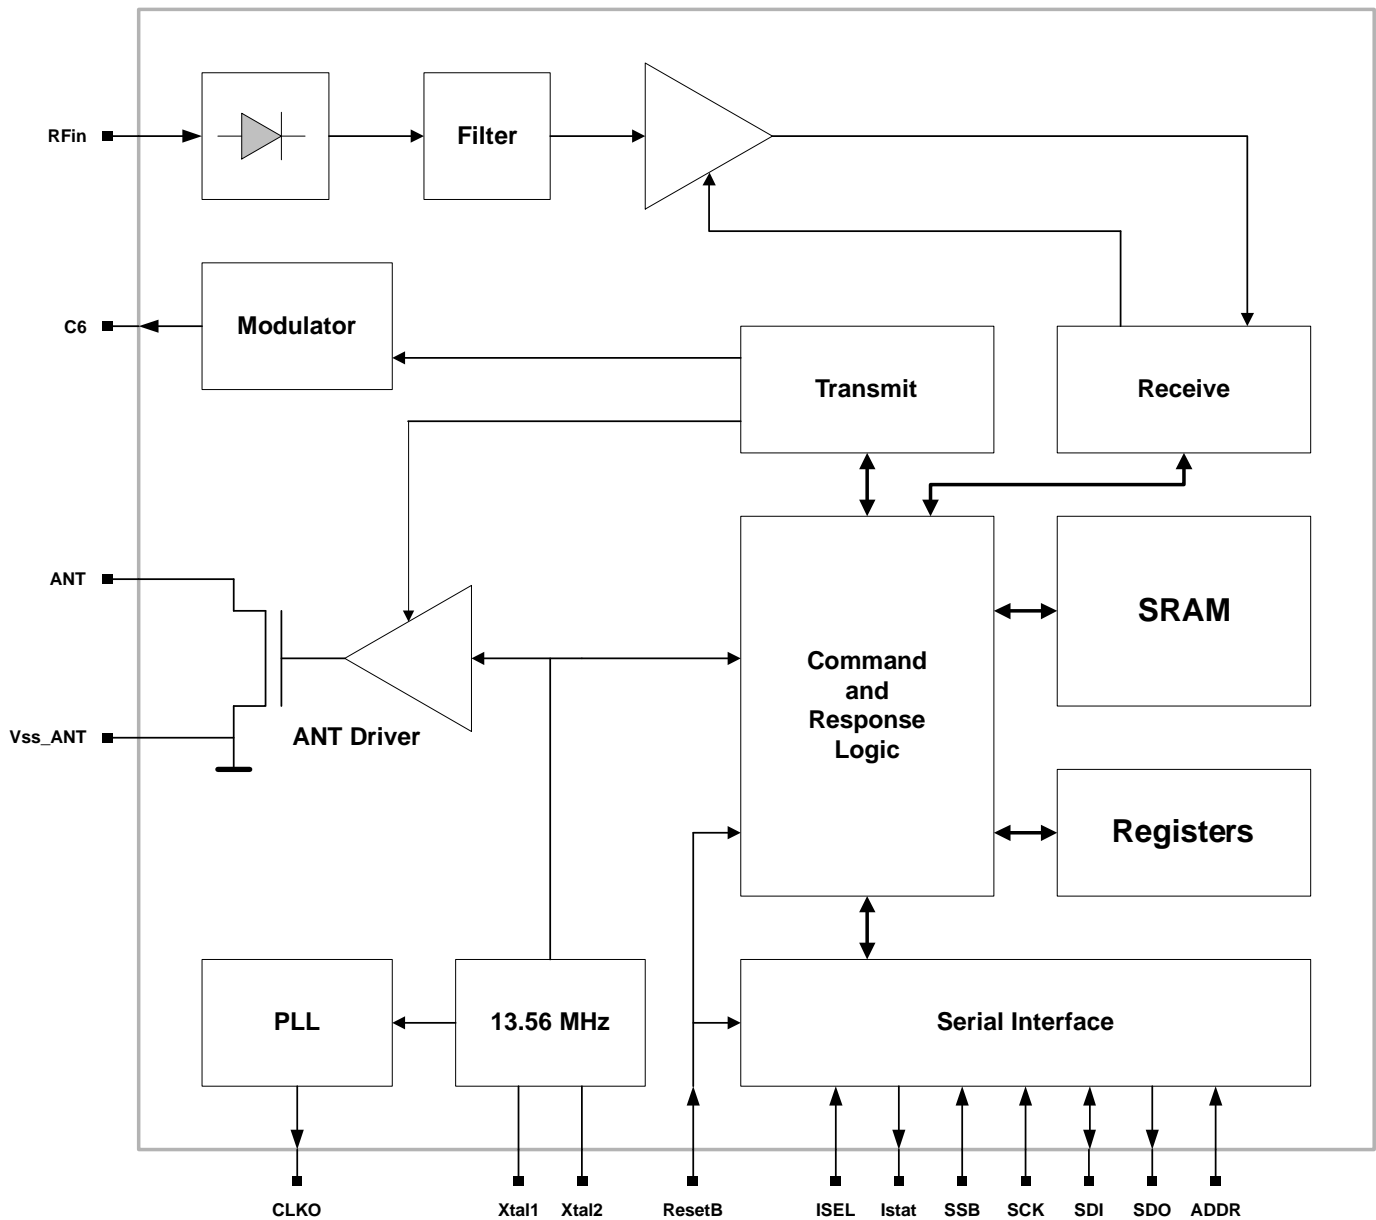 RFin
Filter
C6
Modulator
Transmit
Receive
ANT
SRAM
Command
and
Response
Logic
Vss_ANT
ANT Driver
Registers
PLL
13.56 MHz
Serial Interface
CLKO
Xtal1
Xtal2
ResetB
ISEL
Istat
SSB
SCK
SDI
SDO
ADDR